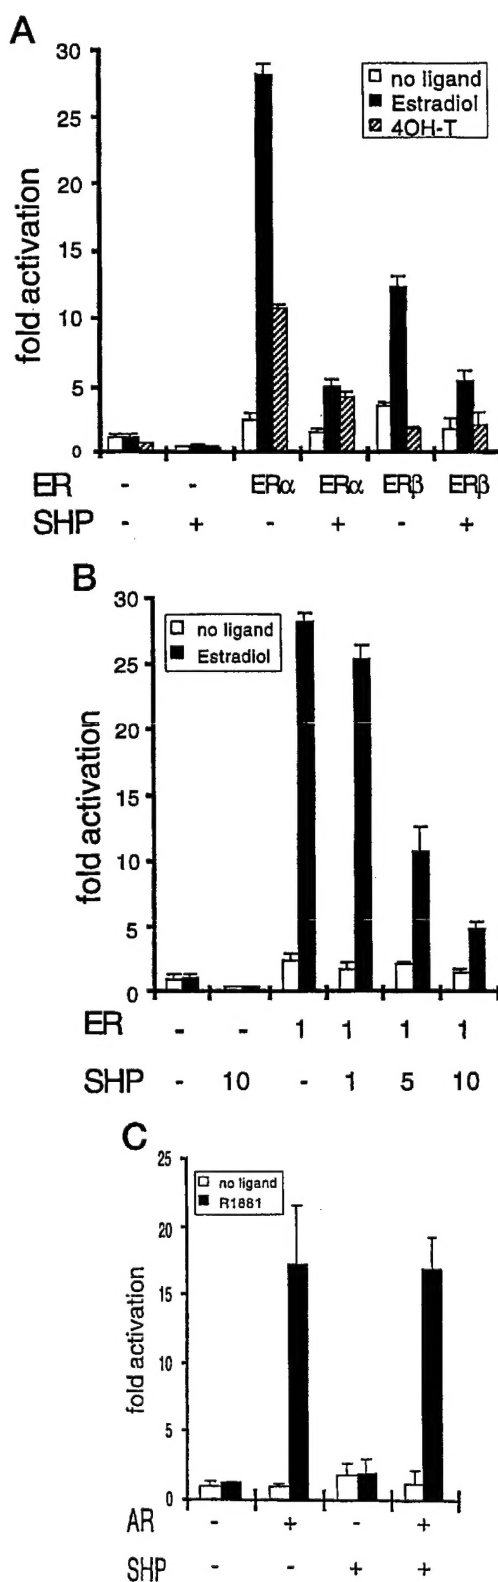 A
30
25
20
15
10
5
0
fold activation
no ligand
Estradiol
4OH-T
ER - - ERα ERα ERβ ERβ
SHP - + - + - +
B
30
25
20
15
10
5
0
fold activation
no ligand
Estradiol
ER - - 1 1 1 1
SHP - 10 - 1 5 10
C
25
20
15
10
5
0
fold activation
no ligand
R1881
AR - + - +
SHP - - + +